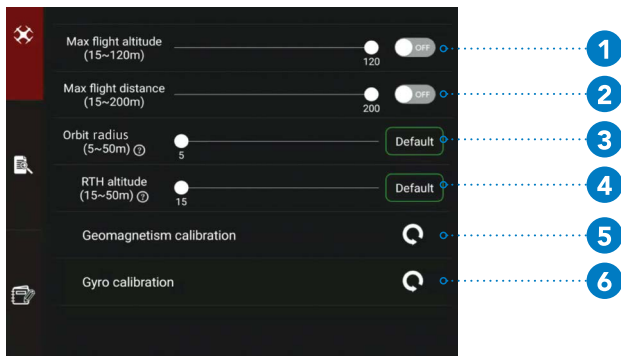 Max flight altitude
(15~120m)
120
OFF
1
Max flight distance
(15~200m)
200
OFF
2
Orbit radius
(5~50m) ?
5
Default
3
RTH altitude
(15~50m) ?
15
Default
4
Geomagnetism calibration
5
Gyro calibration
6